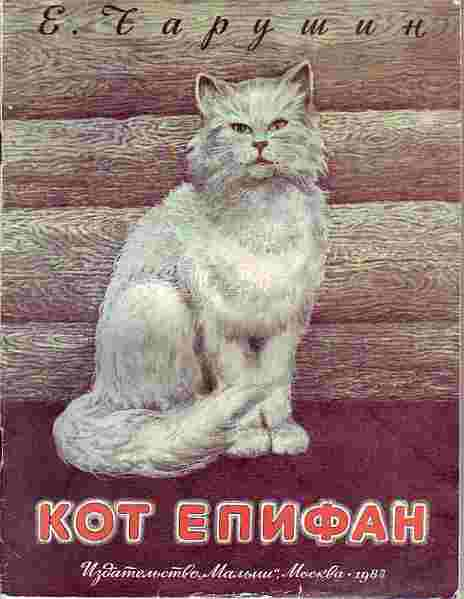 Е. Чарушин
КОТ ЕПИФАН
Издательство „Малыш“, Москва ·